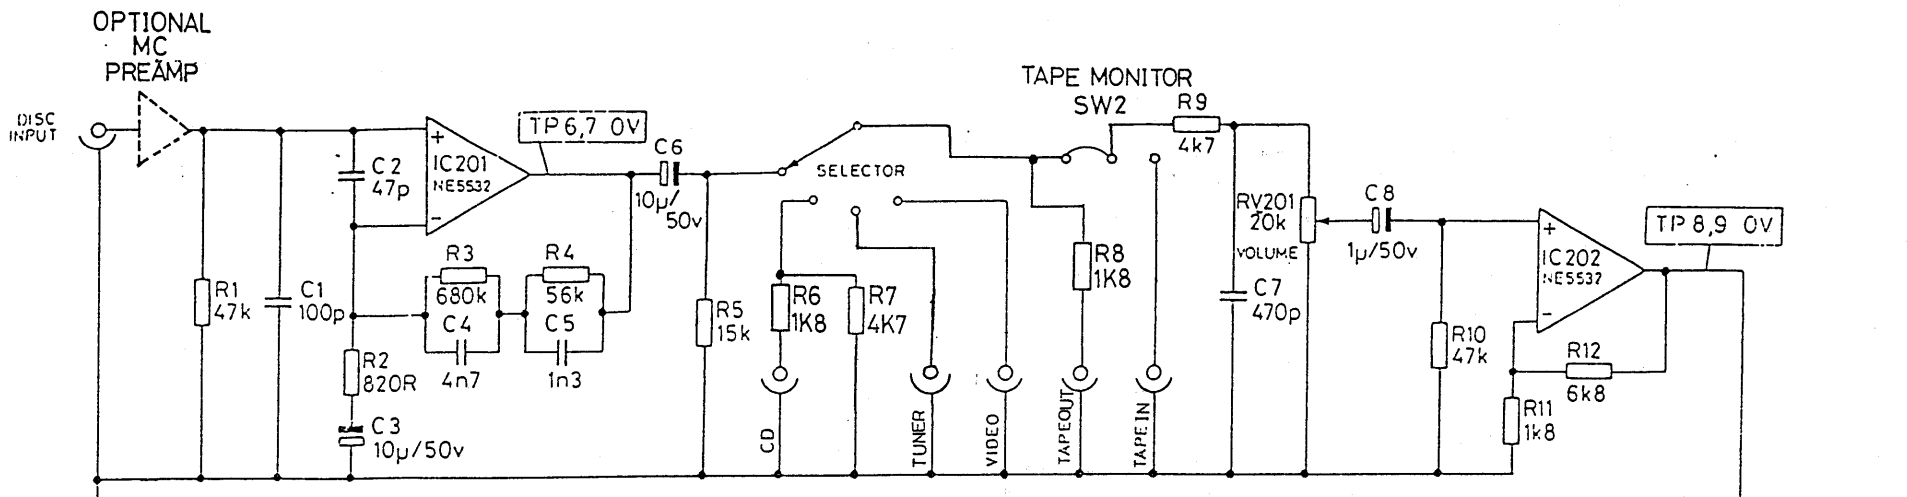 OPTIONAL
MC
PREAMP
DISC
INPUT
R1
47k
C1
100p
C2
47p
+
IC201
NE5532
−
TP 6,7 0V
R3
680k
C4
4n7
R4
56k
C5
1n3
R2
820R
C3
10µ/50v
C6
10µ/
50v
R5
15k
SELECTOR
R6
1K8
R7
4K7
CD
TUNER
VIDEO
TAPE MONITOR
SW2
R8
1K8
TAPEOUT
TAPE IN
R9
4k7
RV201
20k
VOLUME
C7
470p
C8
1µ/50v
R10
47k
+
IC202
NE5532
−
TP 8,9 0V
R12
6k8
R11
1k8